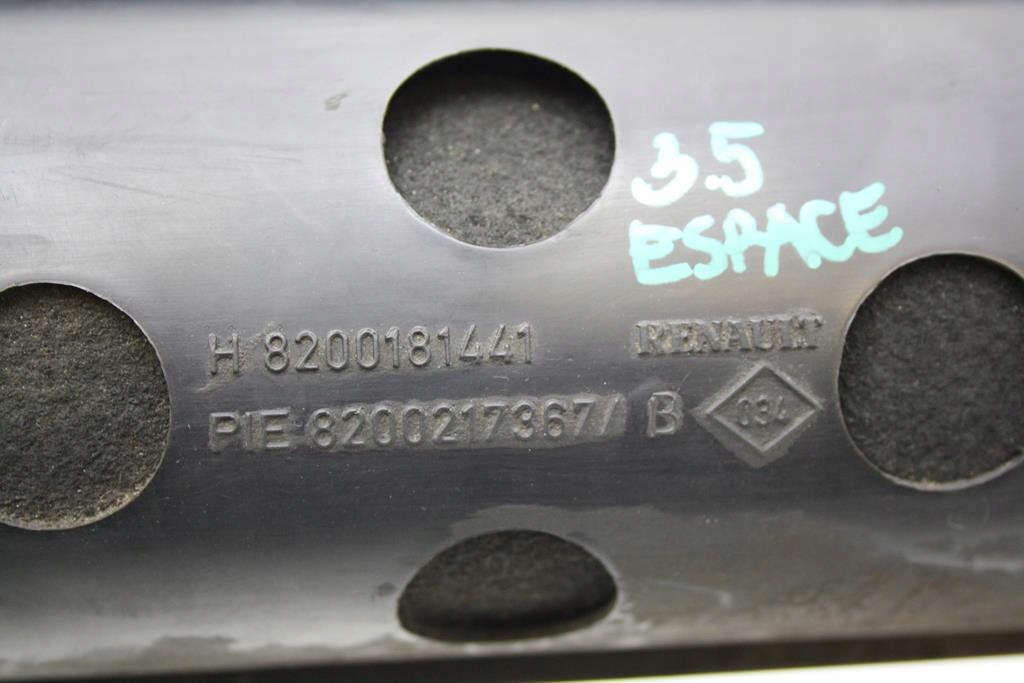 3.5
ESPACE
H 8200181441
RENAULT
PIE 8200217367/ B
034